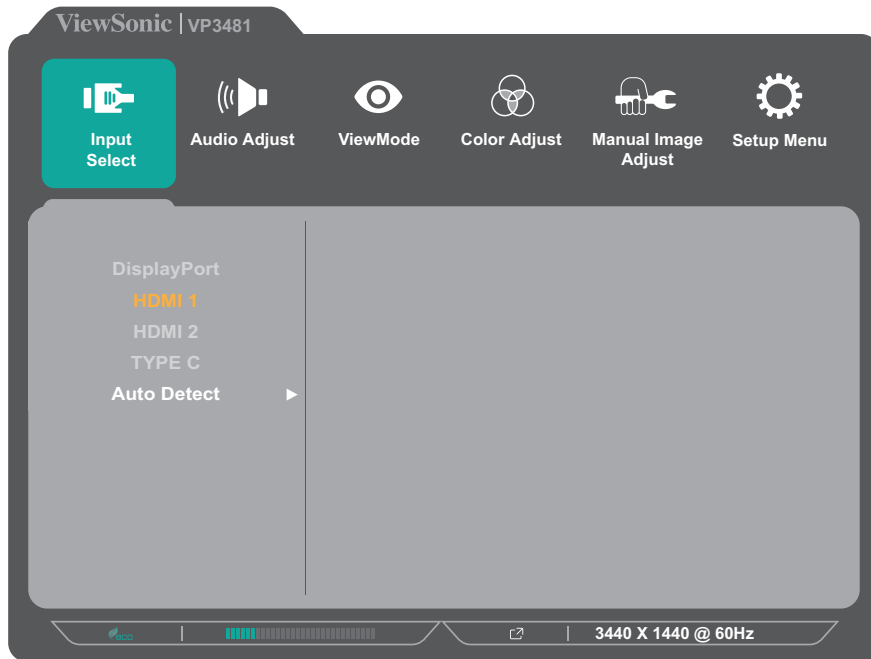 ViewSonic | VP3481
Input Select
Audio Adjust
ViewMode
Color Adjust
Manual Image Adjust
Setup Menu
DisplayPort
HDMI 1
HDMI 2
TYPE C
Auto Detect
eco
3440 X 1440 @ 60Hz